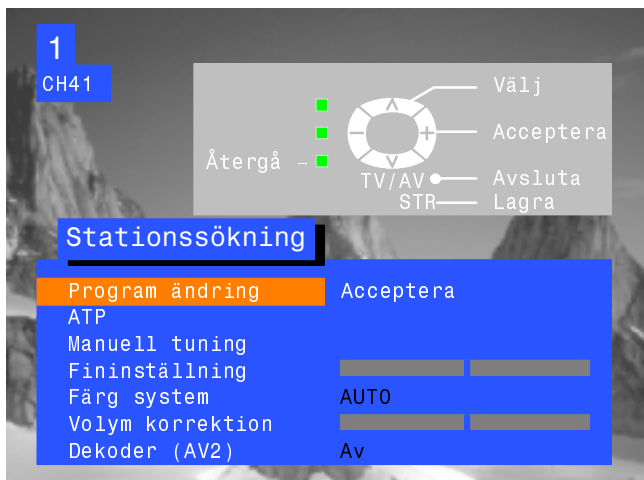 1
CH41
Välj
Acceptera
Återgå
TV/AV Avsluta
STR Lagra
Stationssökning
Program ändring Acceptera
ATP
Manuell tuning
Fininställning
Färg system AUTO
Volym korrektion
Dekoder (AV2) Av